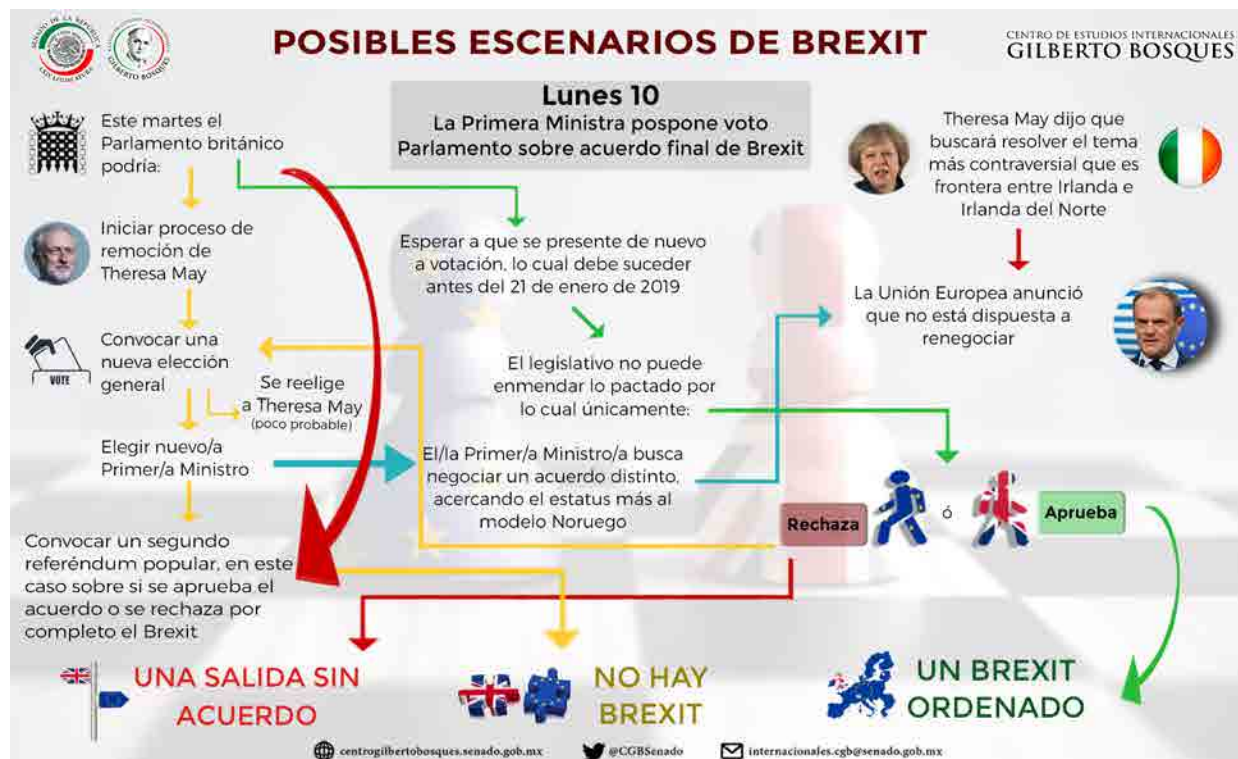 SENADO DE LA REPÚBLICA
LXIV LEGISLATURA
GILBERTO BOSQUES
POSIBLES ESCENARIOS DE BREXIT
CENTRO DE ESTUDIOS INTERNACIONALES
GILBERTO BOSQUES
Lunes 10
La Primera Ministra pospone voto
Parlamento sobre acuerdo final de Brexit
Este martes el
Parlamento británico
podría:
Iniciar proceso de
remoción de
Theresa May
Convocar una
nueva elección
general
VOTE
Se reelige
a Theresa May
(poco probable)
Elegir nuevo/a
Primer/a Ministro
Convocar un segundo
referéndum popular, en este
caso sobre si se aprueba el
acuerdo o se rechaza por
completo el Brexit
Esperar a que se presente de nuevo
a votación, lo cual debe suceder
antes del 21 de enero de 2019
El legislativo no puede
enmendar lo pactado por
lo cual únicamente:
El/la Primer/a Ministro/a busca
negociar un acuerdo distinto,
acercando el estatus más al
modelo Noruego
Theresa May dijo que
buscará resolver el tema
más contraversial que es
frontera entre Irlanda e
Irlanda del Norte
La Unión Europea anunció
que no está dispuesta a
renegociar
Rechaza
ó
Aprueba
UNA SALIDA SIN
ACUERDO
NO HAY
BREXIT
UN BREXIT
ORDENADO
centrogilbertobosques.senado.gob.mx
@CGBSenado
internacionales.cgb@senado.gob.mx